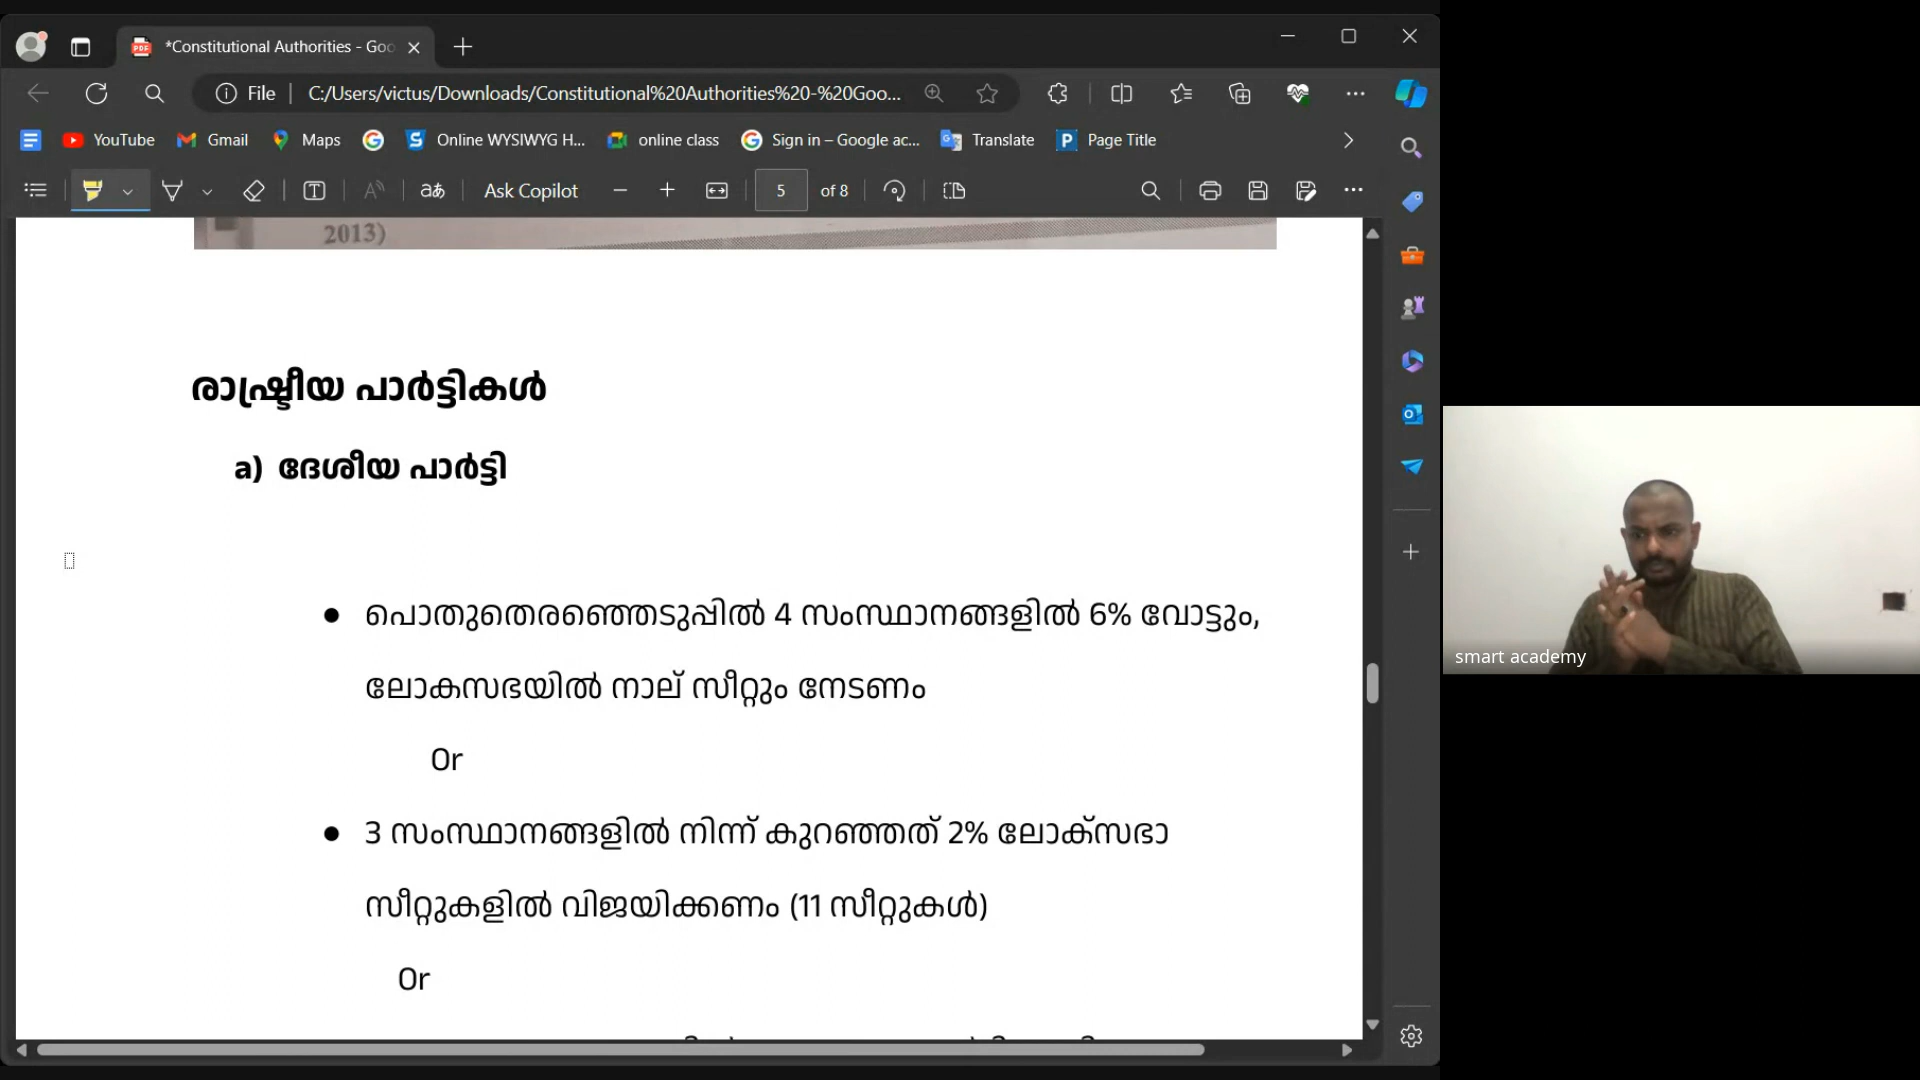 *Constitutional Authorities - Goo
File
C:/Users/victus/Downloads/Constitutional%20Authorities%20-%20Goo...
YouTube
Gmail
Maps
Online WYSIWYG H...
online class
Sign in – Google ac...
Translate
Page Title
aあ
Ask Copilot
5 of 8
2013)
രാഷ്ട്രീയ പാർട്ടികൾ
a) ദേശീയ പാർട്ടി
● പൊതുതെരഞ്ഞെടുപ്പിൽ 4 സംസ്ഥാനങ്ങളിൽ 6% വോട്ടും,
ലോകസഭയിൽ നാല് സീറ്റും നേടണം
Or
● 3 സംസ്ഥാനങ്ങളിൽ നിന്ന് കുറഞ്ഞത് 2% ലോക്സഭാ
സീറ്റുകളിൽ വിജയിക്കണം (11 സീറ്റുകൾ)
Or
smart academy